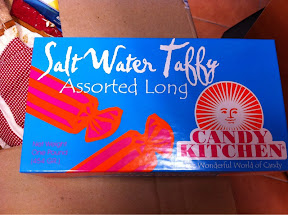 Salt Water Taffy
Assorted Long
CANDY
KITCHEN
Wonderful World of Candy